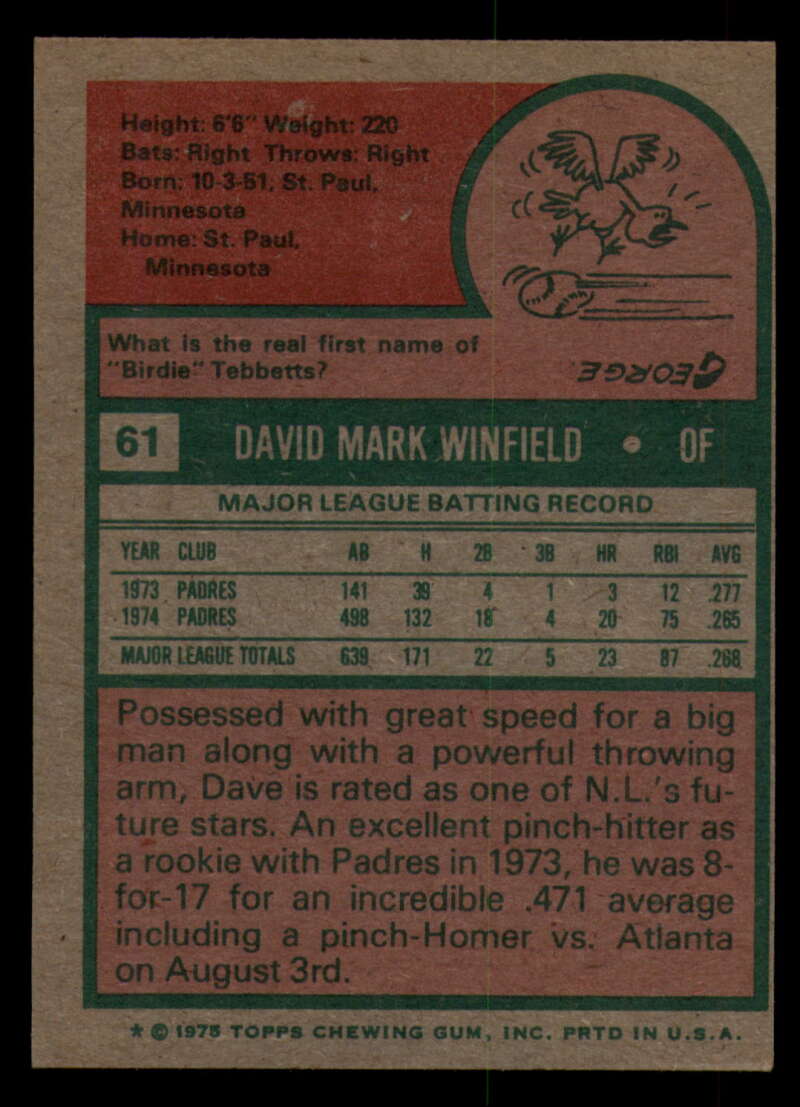 Height: 6'6" Weight: 220
Bats: Right Throws: Right
Born: 10-3-51, St. Paul,
Minnesota
Home: St. Paul,
Minnesota
What is the real first name of
"Birdie" Tebbetts?
GEORGE.
61 DAVID MARK WINFIELD • OF
MAJOR LEAGUE BATTING RECORD
YEAR CLUB AB H 2B 3B HR RBI AVG
1973 PADRES 141 39 4 1 3 12 .277
1974 PADRES 498 132 18 4 20 75 .265
MAJOR LEAGUE TOTALS 639 171 22 5 23 87 .268
Possessed with great speed for a big
man along with a powerful throwing
arm, Dave is rated as one of N.L.'s fu-
ture stars. An excellent pinch-hitter as
a rookie with Padres in 1973, he was 8-
for-17 for an incredible .471 average
including a pinch-Homer vs. Atlanta
on August 3rd.
* © 1975 TOPPS CHEWING GUM, INC. PRTD IN U.S.A.